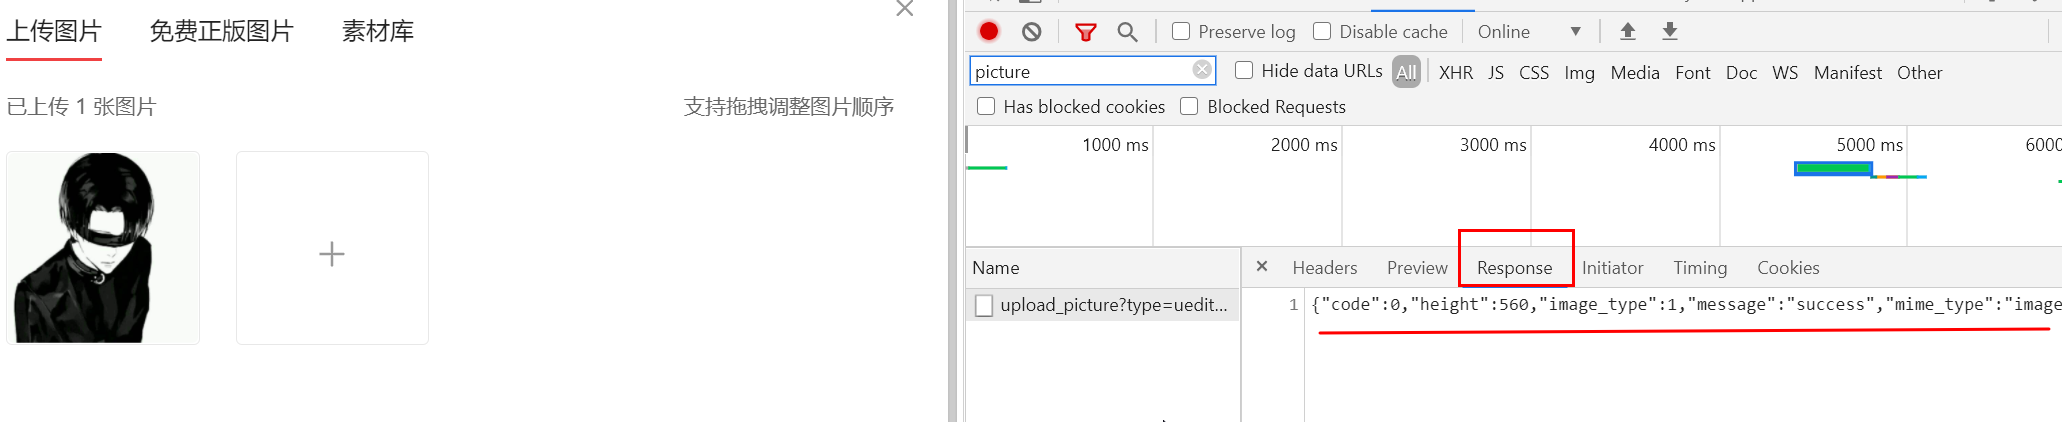 上传图片 免费正版图片 素材库
已上传 1 张图片 支持拖拽调整图片顺序
Preserve log Disable cache Online
picture Hide data URLs All XHR JS CSS Img Media Font Doc WS Manifest Other
Has blocked cookies Blocked Requests
1000 ms 2000 ms 3000 ms 4000 ms 5000 ms 6000
Name Headers Preview Response Initiator Timing Cookies
upload_picture?type=uedit... 1 {"code":0,"height":560,"image_type":1,"message":"success","mime_type":"image